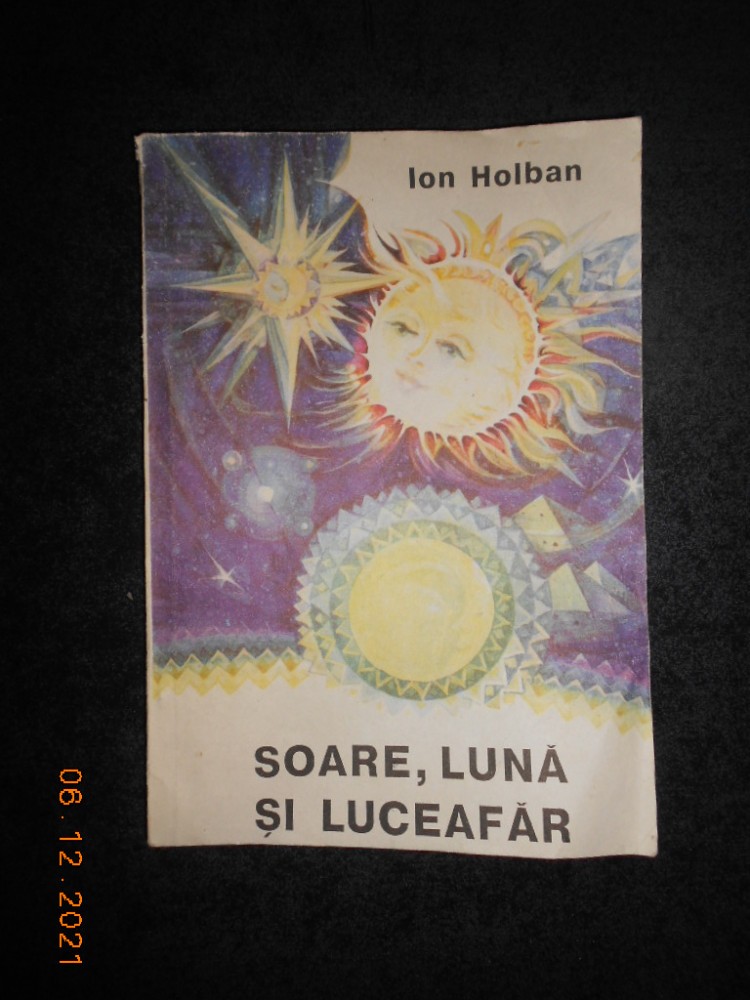 Ion Holban
SOARE, LUNĂ
ȘI LUCEAFĂR
06.12.2021